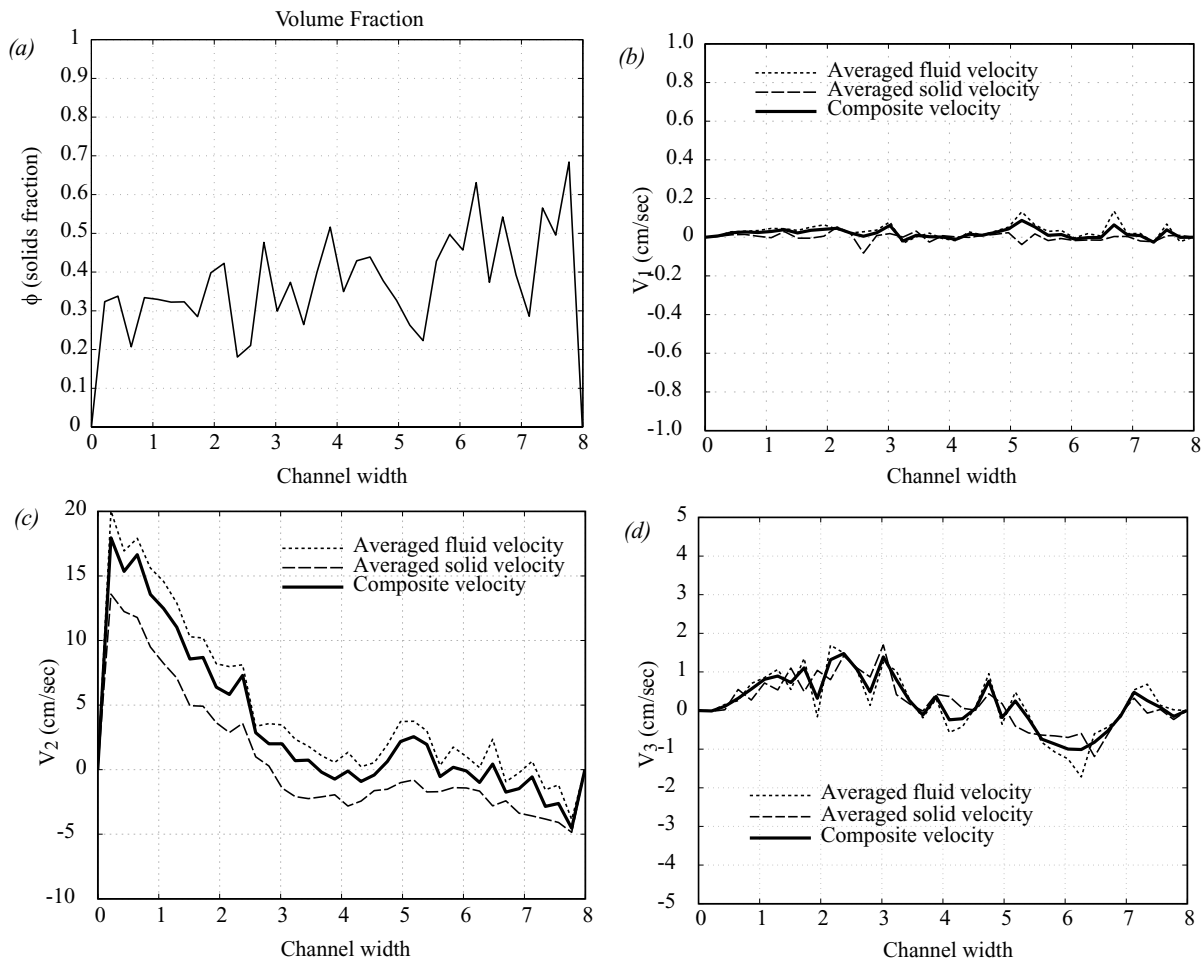 Volume Fraction
(a)
1
0.9
0.8
0.7
0.6
0.5
0.4
0.3
0.2
0.1
0
ϕ (solids fraction)
0 1 2 3 4 5 6 7 8
Channel width
(b)
1.0
0.8
0.6
0.4
0.2
0
-0.2
-0.4
-0.6
-0.8
-1.0
V1 (cm/sec)
Averaged fluid velocity
Averaged solid velocity
Composite velocity
0 1 2 3 4 5 6 7 8
Channel width
(c)
20
15
10
5
0
-5
-10
V2 (cm/sec)
Averaged fluid velocity
Averaged solid velocity
Composite velocity
0 1 2 3 4 5 6 7 8
Channel width
(d)
5
4
3
2
1
0
-1
-2
-3
-4
-5
V3 (cm/sec)
Averaged fluid velocity
Averaged solid velocity
Composite velocity
0 1 2 3 4 5 6 7 8
Channel width